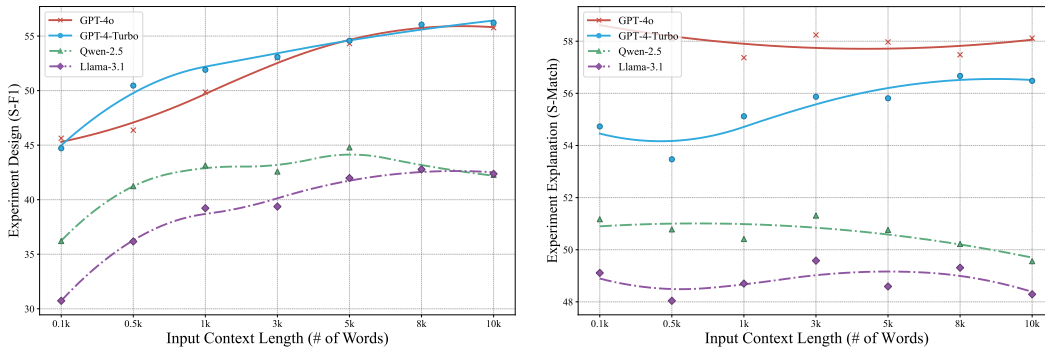 GPT-4o
GPT-4-Turbo
Qwen-2.5
Llama-3.1
Experiment Design (S-F1)
55
50
45
40
35
30
0.1k 0.5k 1k 3k 5k 8k 10k
Input Context Length (# of Words)
GPT-4o
GPT-4-Turbo
Qwen-2.5
Llama-3.1
Experiment Explanation (S-Match)
58
56
54
52
50
48
0.1k 0.5k 1k 3k 5k 8k 10k
Input Context Length (# of Words)